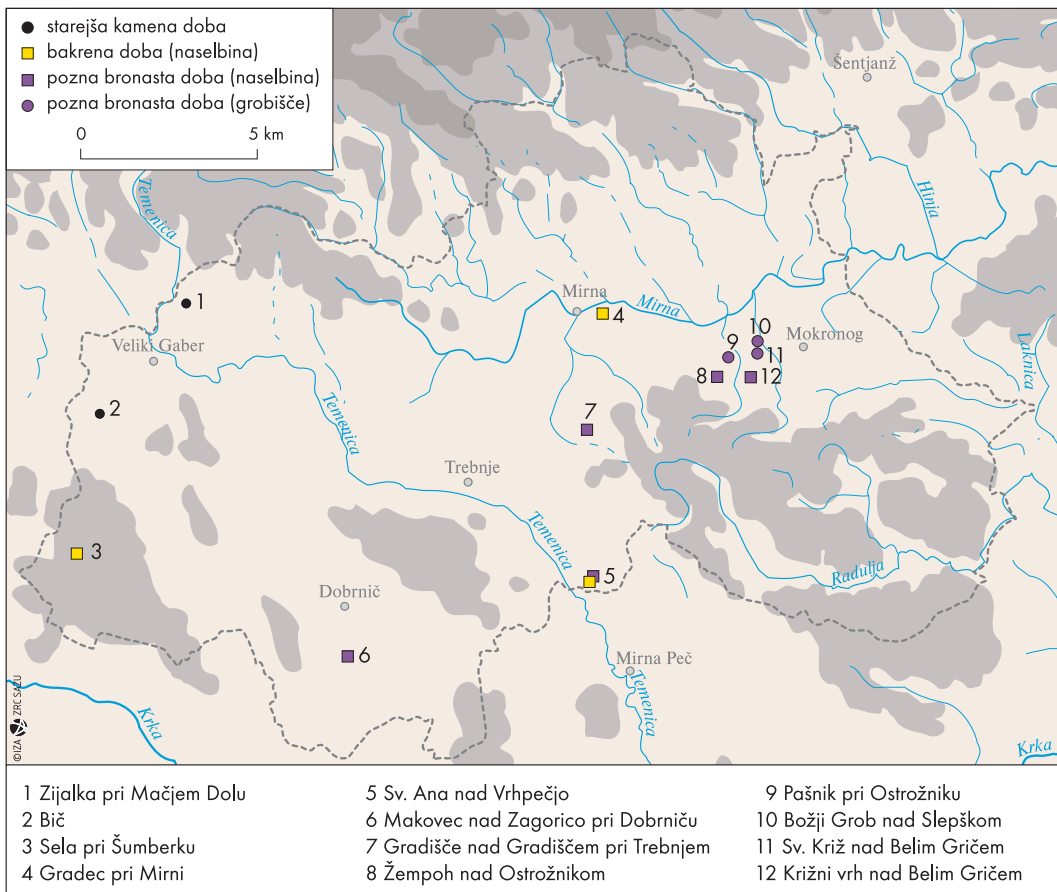 starejša kamena doba
bakrena doba (naselbina)
pozna bronasta doba (naselbina)
pozna bronasta doba (grobišče)
0 5 km
Šentjanž
Temenica
Hinja
1
Mirna
Mirna
4
Veliki Gaber
9
10
11
Mokronog
Laknica
8
12
2
Temenica
7
Trebnje
Temenica
3
5
Radulja
Dobrnič
6
Mirna Peč
Temenica
©IZA ZRC SAZU
Krka
Krka
1 Zijalka pri Mačjem Dolu
2 Bič
3 Sela pri Šumberku
4 Gradec pri Mirni
5 Sv. Ana nad Vrhpečjo
6 Makovec nad Zagorico pri Dobrniču
7 Gradišče nad Gradiščem pri Trebnjem
8 Žempoh nad Ostrožnikom
9 Pašnik pri Ostrožniku
10 Božji Grob nad Slepškom
11 Sv. Križ nad Belim Gričem
12 Križni vrh nad Belim Gričem